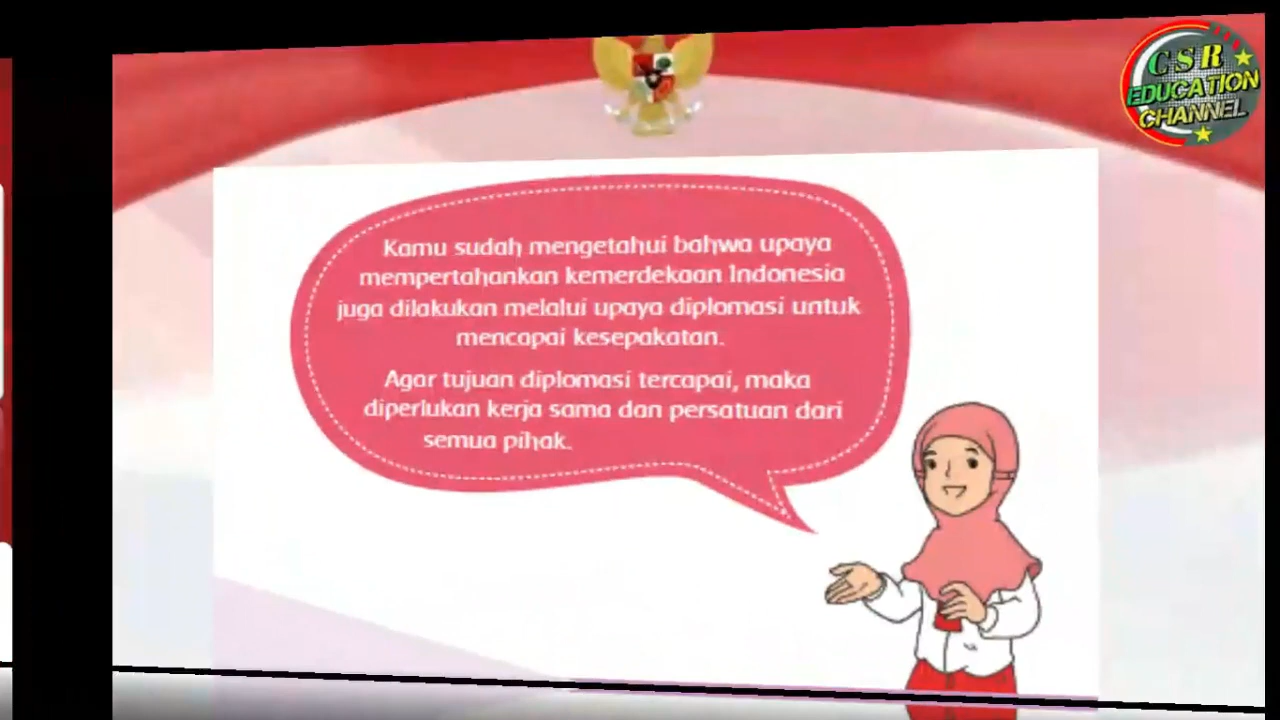 CSR
EDUCATION
CHANNEL
Kamu sudah mengetahui bahwa upaya
mempertahankan kemerdekaan Indonesia
juga dilakukan melalui upaya diplomasi untuk
mencapai kesepakatan.
Agar tujuan diplomasi tercapai, maka
diperlukan kerja sama dan persatuan dari
semua pihak.